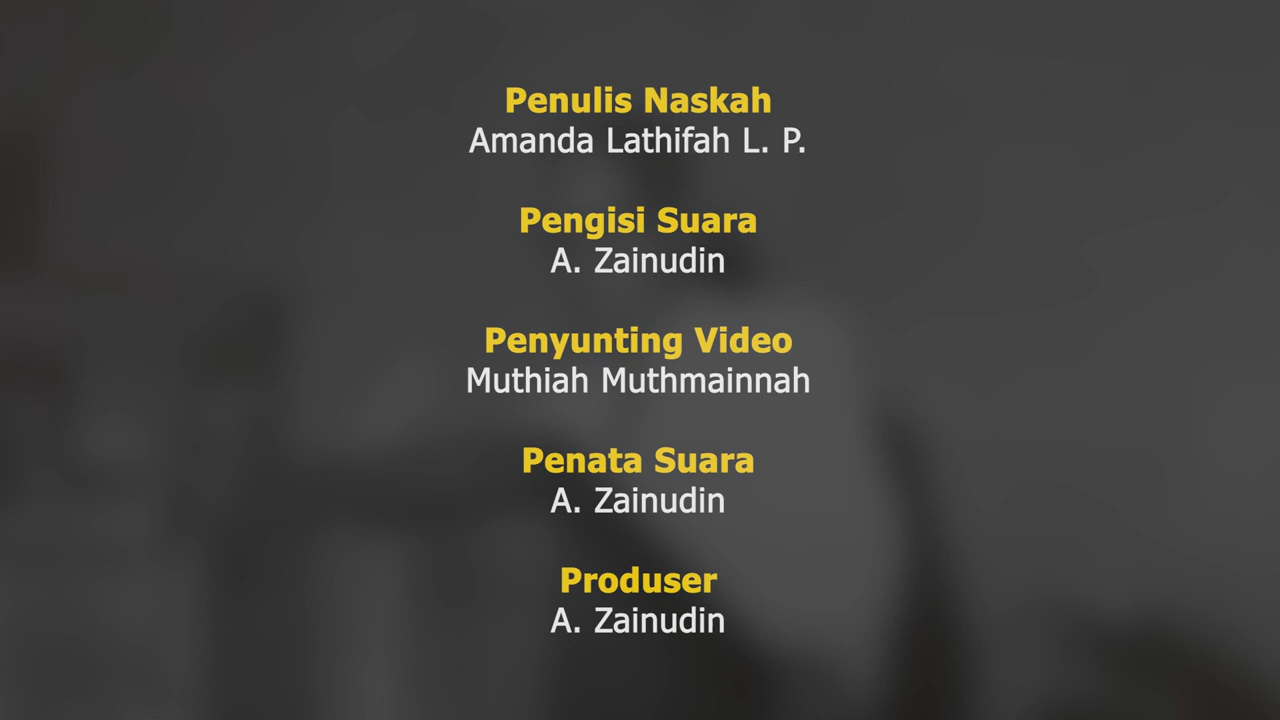 Penulis Naskah
Amanda Lathifah L. P.
Pengisi Suara
A. Zainudin
Penyunting Video
Muthiah Muthmainnah
Penata Suara
A. Zainudin
Produser
A. Zainudin